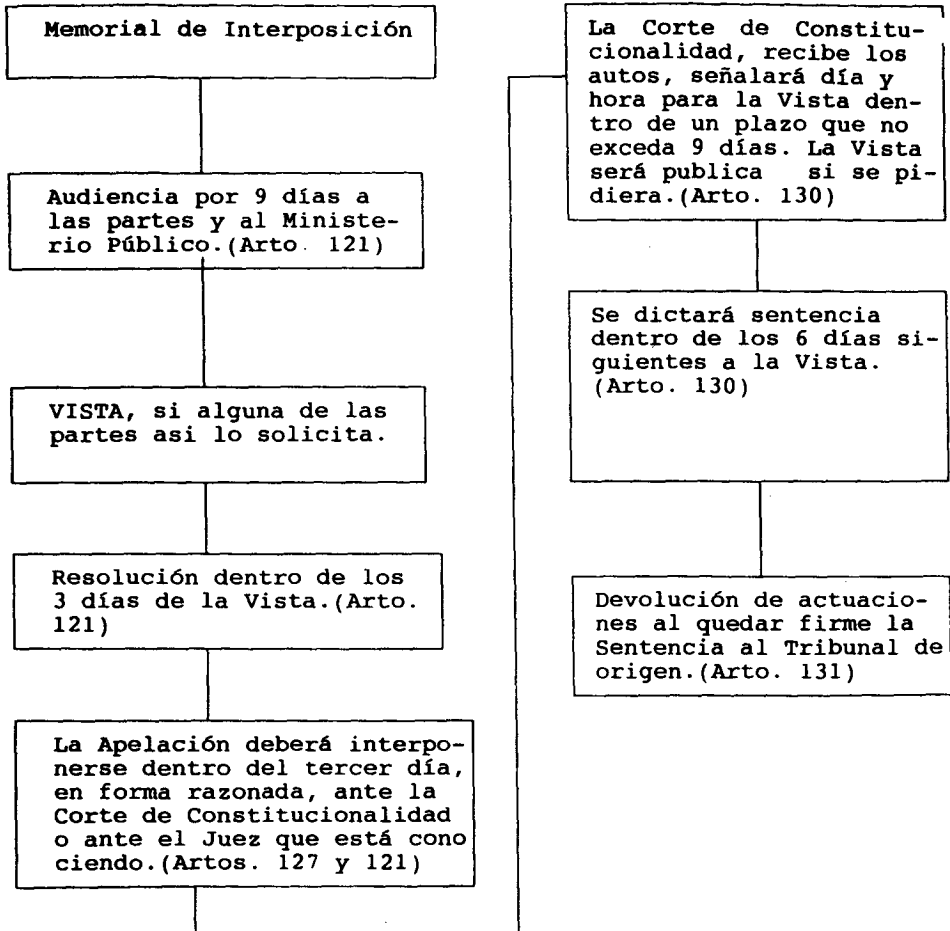 Memorial de Interposición
Audiencia por 9 días a
las partes y al Ministe-
rio Público.(Arto. 121)
VISTA, si alguna de las
partes asi lo solicita.
Resolución dentro de los
3 días de la Vista.(Arto.
121)
La Apelación deberá interpo-
nerse dentro del tercer día,
en forma razonada, ante la
Corte de Constitucionalidad
o ante el Juez que está cono
ciendo.(Artos. 127 y 121)
La Corte de Constitu-
cionalidad, recibe los
autos, señalará día y
hora para la Vista den-
tro de un plazo que no
exceda 9 días. La Vista
será publica si se pi-
diera.(Arto. 130)
Se dictará sentencia
dentro de los 6 días si-
guientes a la Vista.
(Arto. 130)
Devolución de actuacio-
nes al quedar firme la
Sentencia al Tribunal de
origen.(Arto. 131)